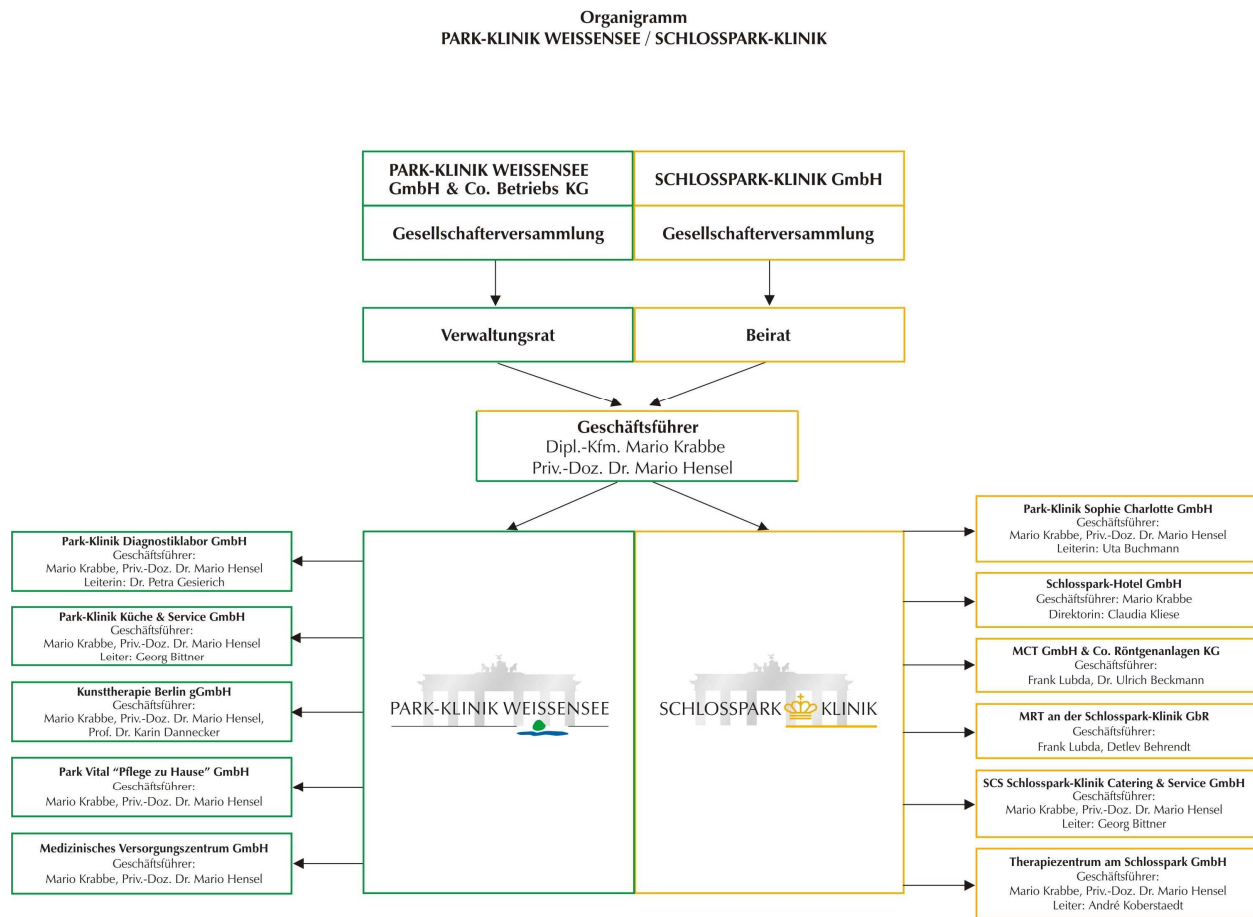 Organigramm
PARK-KLINIK WEISSENSEE / SCHLOSSPARK-KLINIK
PARK-KLINIK WEISSENSEE
GmbH & Co. Betriebs KG
SCHLOSSPARK-KLINIK GmbH
Gesellschafterversammlung
Gesellschafterversammlung
Verwaltungsrat
Beirat
Geschäftsführer
Dipl.-Kfm. Mario Krabbe
Priv.-Doz. Dr. Mario Hensel
Park-Klinik Diagnostiklabor GmbH
Geschäftsführer:
Mario Krabbe, Priv.-Doz. Dr. Mario Hensel
Leiterin: Dr. Petra Gesierich
Park-Klinik Küche & Service GmbH
Geschäftsführer:
Mario Krabbe, Priv.-Doz. Dr. Mario Hensel
Leiter: Georg Bittner
Kunsttherapie Berlin gGmbH
Geschäftsführer:
Mario Krabbe, Priv.-Doz. Dr. Mario Hensel,
Prof. Dr. Karin Dannecker
Park Vital “Pflege zu Hause” GmbH
Geschäftsführer:
Mario Krabbe, Priv.-Doz. Dr. Mario Hensel
Medizinisches Versorgungszentrum GmbH
Geschäftsführer:
Mario Krabbe, Priv.-Doz. Dr. Mario Hensel
PARK-KLINIK WEISSENSEE
SCHLOSSPARK KLINIK
Park-Klinik Sophie Charlotte GmbH
Geschäftsführer:
Mario Krabbe, Priv.-Doz. Dr. Mario Hensel
Leiterin: Uta Buchmann
Schlosspark-Hotel GmbH
Geschäftsführer: Mario Krabbe
Direktorin: Claudia Kliese
MCT GmbH & Co. Röntgenanlagen KG
Geschäftsführer:
Frank Lubda, Dr. Ulrich Beckmann
MRT an der Schlosspark-Klinik GbR
Geschäftsführer:
Frank Lubda, Detlev Behrendt
SCS Schlosspark-Klinik Catering & Service GmbH
Geschäftsführer:
Mario Krabbe, Priv.-Doz. Dr. Mario Hensel
Leiter: Georg Bittner
Therapiezentrum am Schlosspark GmbH
Geschäftsführer:
Mario Krabbe, Priv.-Doz. Dr. Mario Hensel
Leiter: André Koberstaedt